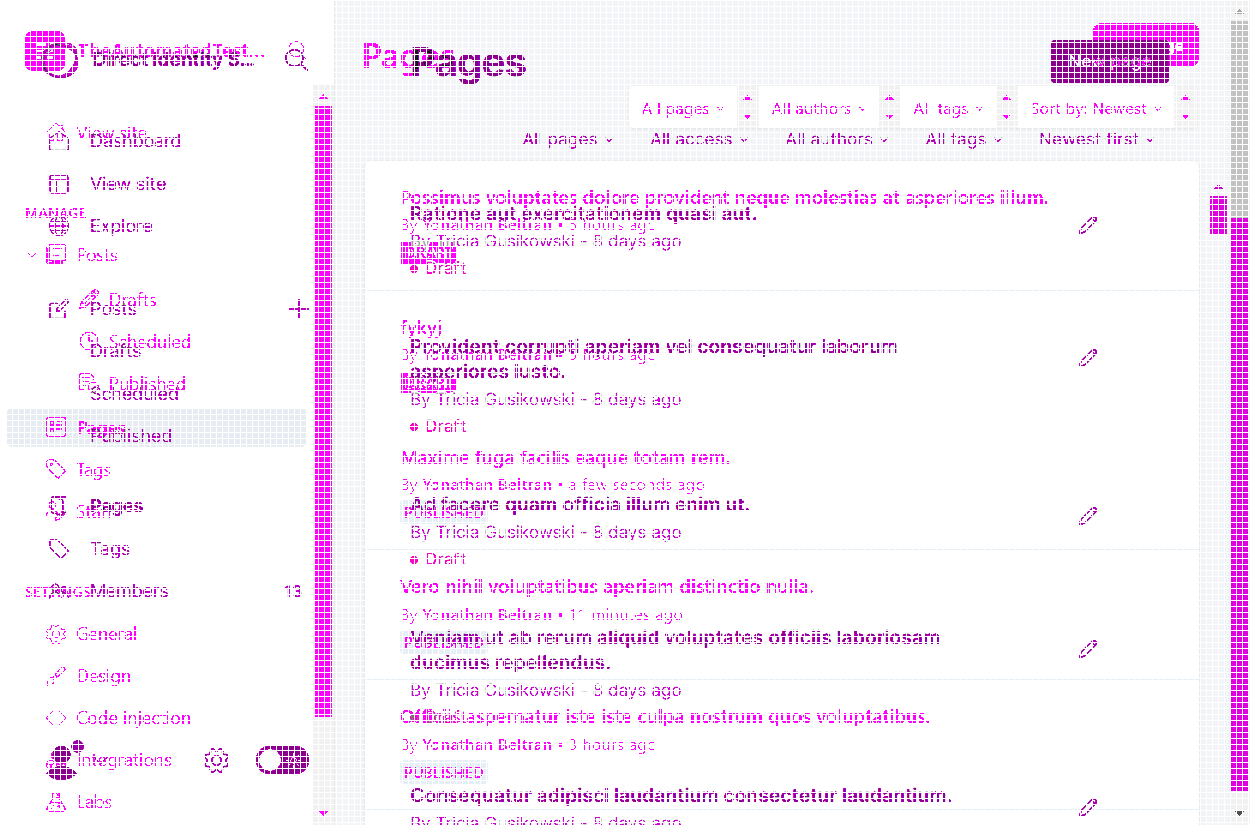 TheAutomatedTest...
Direct Identity's...
View site
Dashboard
View site
MANAGE
Explore
Posts
Drafts
Posts
Scheduled
Drafts
Published
Scheduled
Pages
Published
Tags
Pages
Staff
Tags
SETTINGS
Members 13
General
Design
Code injection
Integrations
Labs
Pages
Pages
New page
All pages All authors All tags Sort by: Newest
All pages All access All authors All tags Newest first
Possimus voluptates dolore provident neque molestias at asperiores illum.
Ratione aut exercitationem quasi aut.
By Yonathan Beltran • 5 hours ago
By Tricia Gusikowski - 8 days ago
DRAFT
Draft
fykyj
Provident corrupti aperiam vel consequatur laborum
By Yonathan Beltran • hours ago
asperiores iusto.
DRAFT
By Tricia Gusikowski - 8 days ago
Draft
Maxime fuga facilis eaque totam rem.
By Yonathan Beltran • a few seconds ago
Ad facere quam officia illum enim ut.
PUBLISHED
By Tricia Gusikowski - 8 days ago
Draft
Vero nihil voluptatibus aperiam distinctio nulla.
By Yonathan Beltran • 11 minutes ago
Veniam ut ab rerum aliquid voluptates officiis laboriosam
PUBLISHED
ducimus repellendus.
By Tricia Gusikowski - 8 days ago
Officiis aspernatur iste iste culpa nostrum quos voluptatibus.
By Yonathan Beltran • 3 hours ago
PUBLISHED
Consequatur adipisci laudantium consectetur laudantium.
By Tricia Gusikowski - 8 days ago